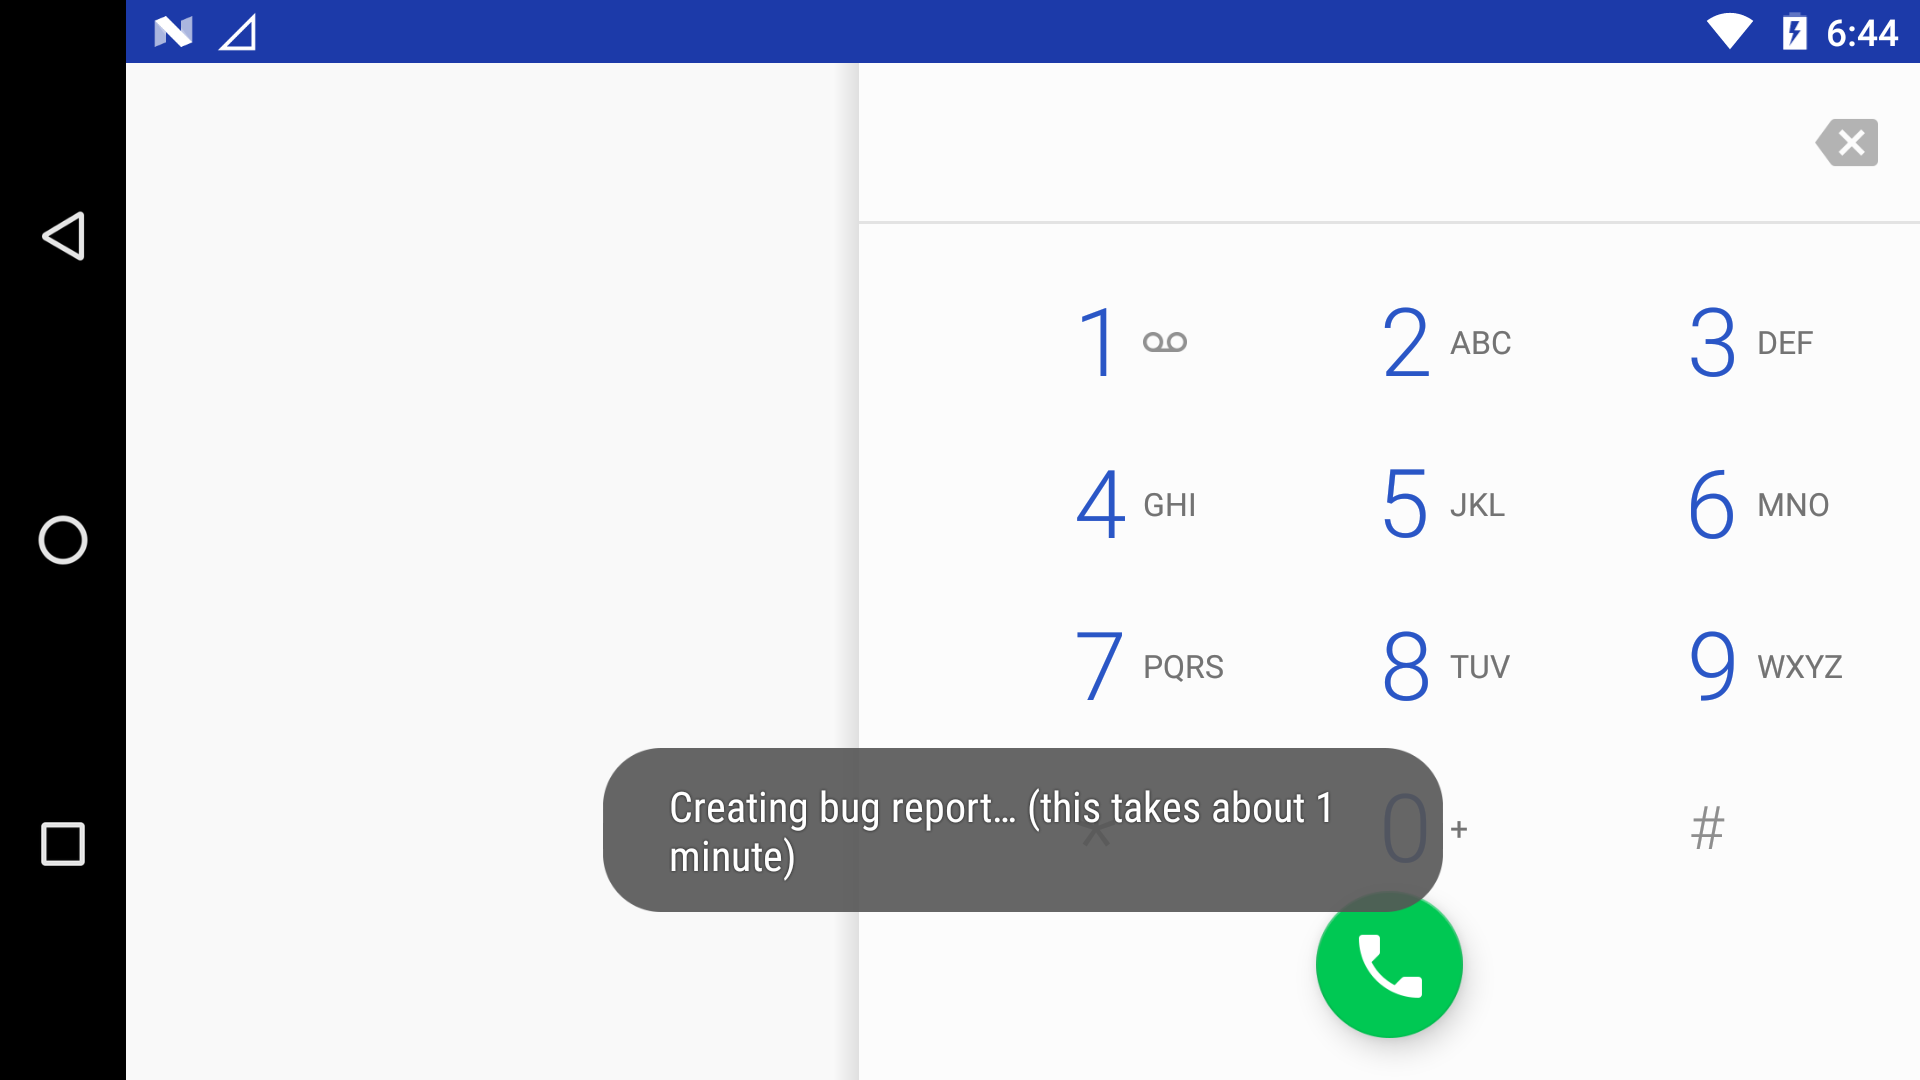 6:44
1
2 ABC
3 DEF
4 GHI
5 JKL
6 MNO
7 PQRS
8 TUV
9 WXYZ
Creating bug report… (this takes about 1
minute)
*
0 +
#